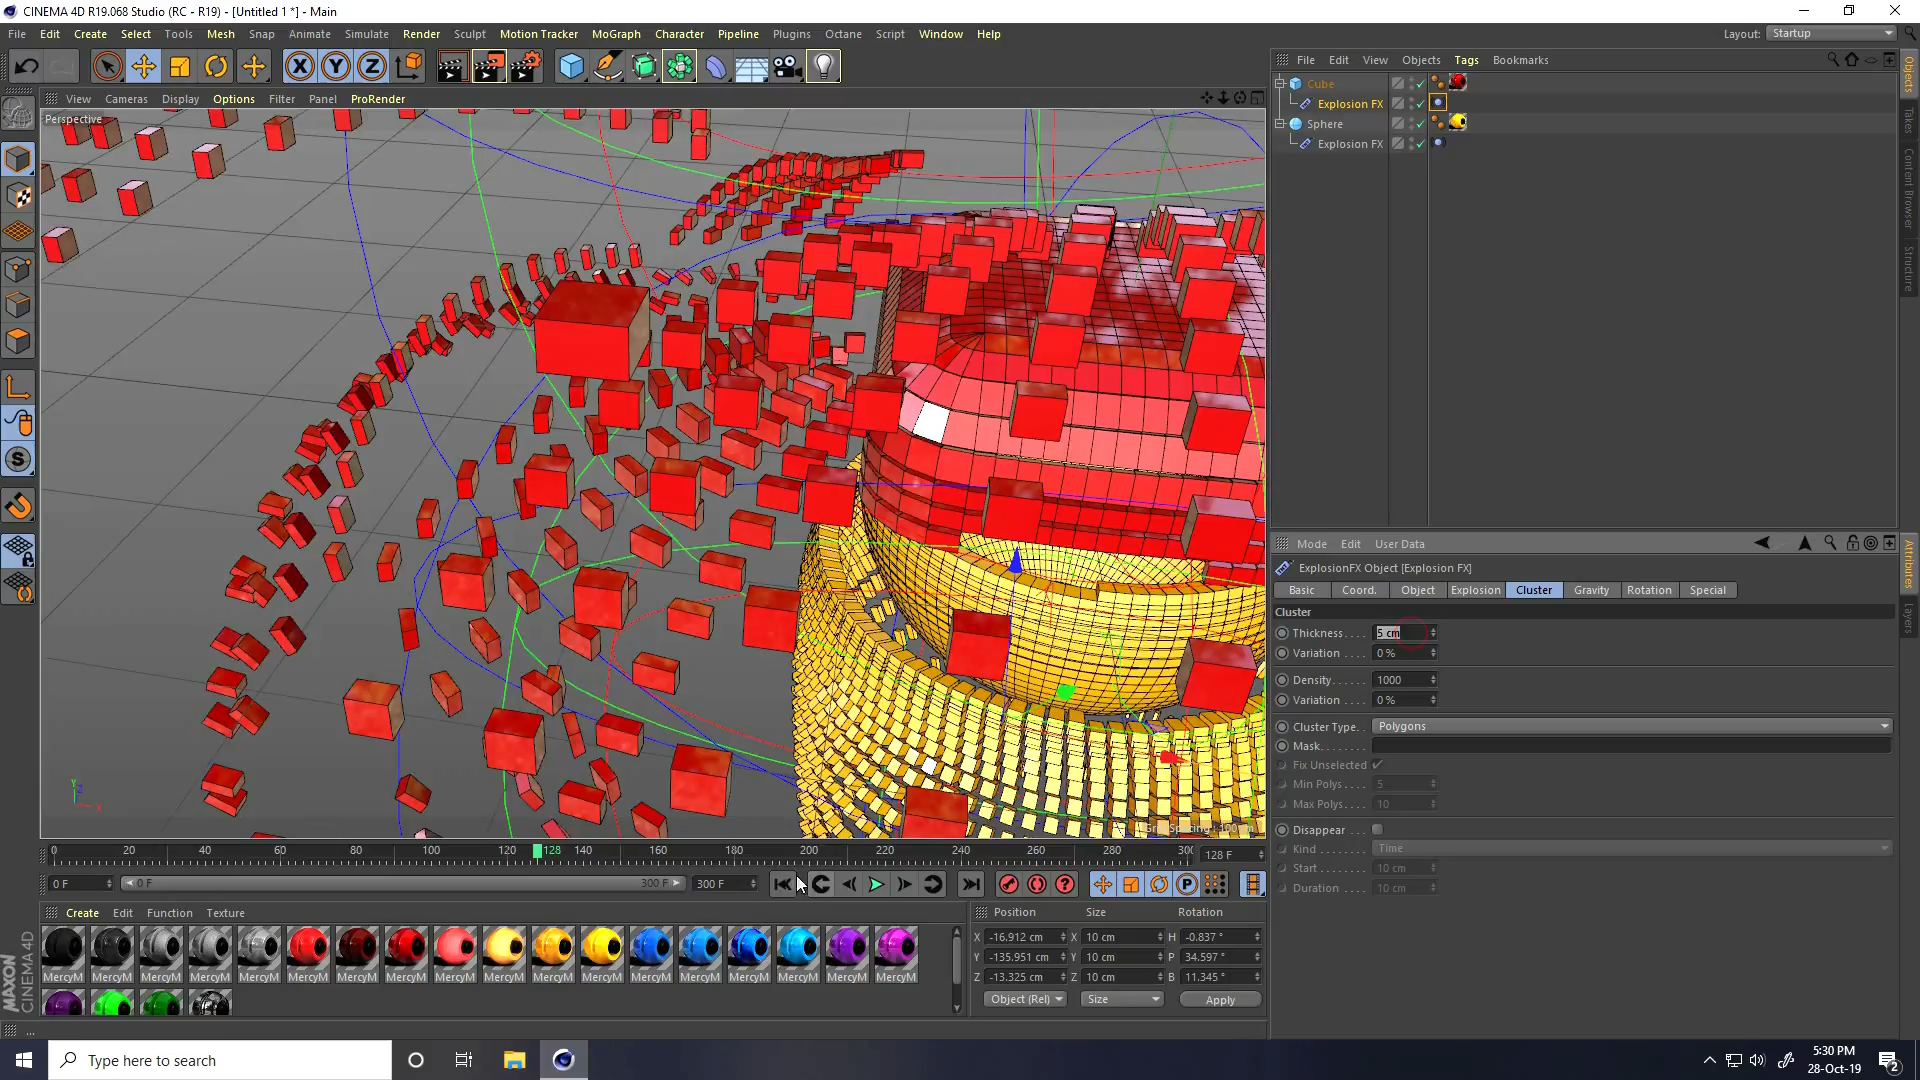 CINEMA 4D R19.068 Studio (RC - R19) - [Untitled 1 *] - Main
File Edit Create Select Tools Mesh Snap Animate Simulate Render Sculpt Motion Tracker MoGraph Character Pipeline Plugins Octane Script Window Help Layout: Startup
File Edit View Objects Tags Bookmarks
View Cameras Display Options Filter Panel ProRender
Perspective
Cube
Explosion FX
Sphere
Explosion FX
Objects
Takes
Content Browser
Structure
Mode Edit User Data
ExplosionFX Object [Explosion FX]
Basic Coord. Object Explosion Cluster Gravity Rotation Special
Cluster
Thickness . . . . 5 cm
Variation . . . . 0 %
Density. . . . . 1000
Variation . . . . 0 %
Cluster Type. . Polygons
Mask. . . . . . . .
Fix Unselected
Min Polys . . . . 5
Max Polys . . . . 10
Disappear . . .
Kind . . . . . . . . Time
Start . . . . . . . . 10 cm
Duration . . . . 10 cm
Attributes
Layers
0 20 40 60 80 100 120 128 140 160 180 200 220 240 260 280 300 128 F
0 F 0 F 300 F 300 F
Create Edit Function Texture
MercyM MercyM MercyM MercyM MercyM MercyM MercyM MercyM MercyM MercyM MercyM MercyM MercyM MercyM MercyM MercyM MercyM MercyM
Position Size Rotation
X -16.912 cm X 10 cm H -0.837 °
Y -135.951 cm Y 10 cm P 34.597 °
Z -13.325 cm Z 10 cm B 11.345 °
Object (Rel) Size Apply
MAXON
CINEMA 4D
...
Type here to search
5:30 PM
28-Oct-19
2